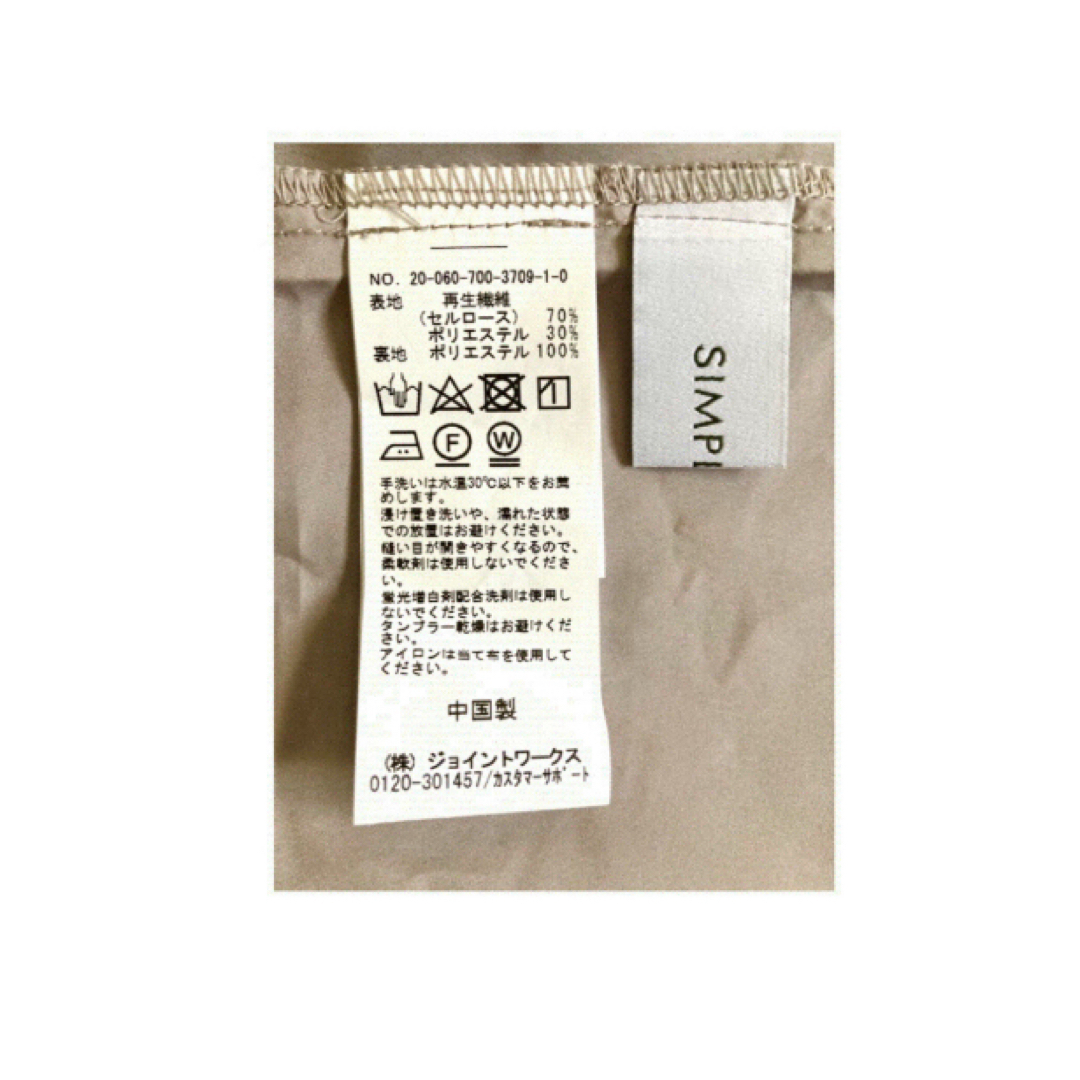 NO. 20-060-700-3709-1-0
表地 再生繊維
(セルロース) 70%
ポリエステル 30%
裏地 ポリエステル 100%
F W
手洗いは水温30℃以下をお薦
めします。
浸け置き洗いや、濡れた状態
での放置はお避けください。
縫い目が開きやすくなるので、
柔軟剤は使用しないでくださ
い。
蛍光増白剤配合洗剤は使用し
ないでください。
タンブラー乾燥はお避けくだ
さい。
アイロンは当て布を使用して
ください。
中国製
(株) ジョイントワークス
0120-301457/カスタマーサポート
SIMPL